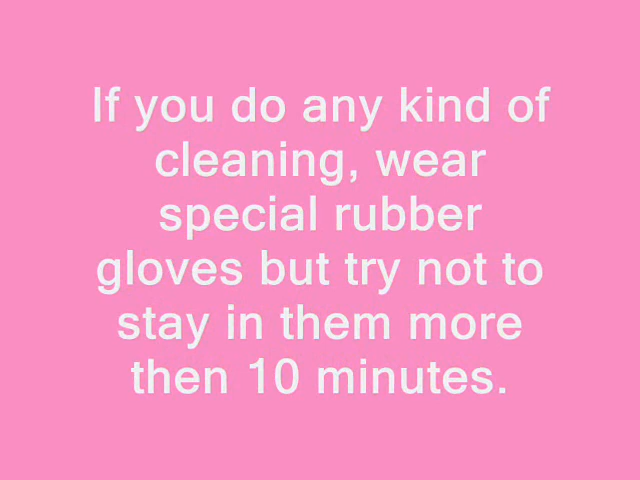 If you do any kind of
cleaning, wear
special rubber
gloves but try not to
stay in them more
then 10 minutes.